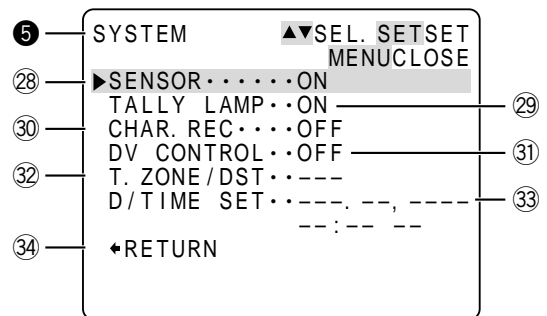 ❺ SYSTEM ▲▼SEL. SETSET
MENUCLOSE
㉘ ▶SENSOR······ON
TALLY LAMP··ON ㉙
㉚ CHAR. REC····OFF
DV CONTROL··OFF ㉛
㉜ T. ZONE/DST··---
D/TIME SET··---. --, ---- ㉝
--:-- --
㉞ ←RETURN